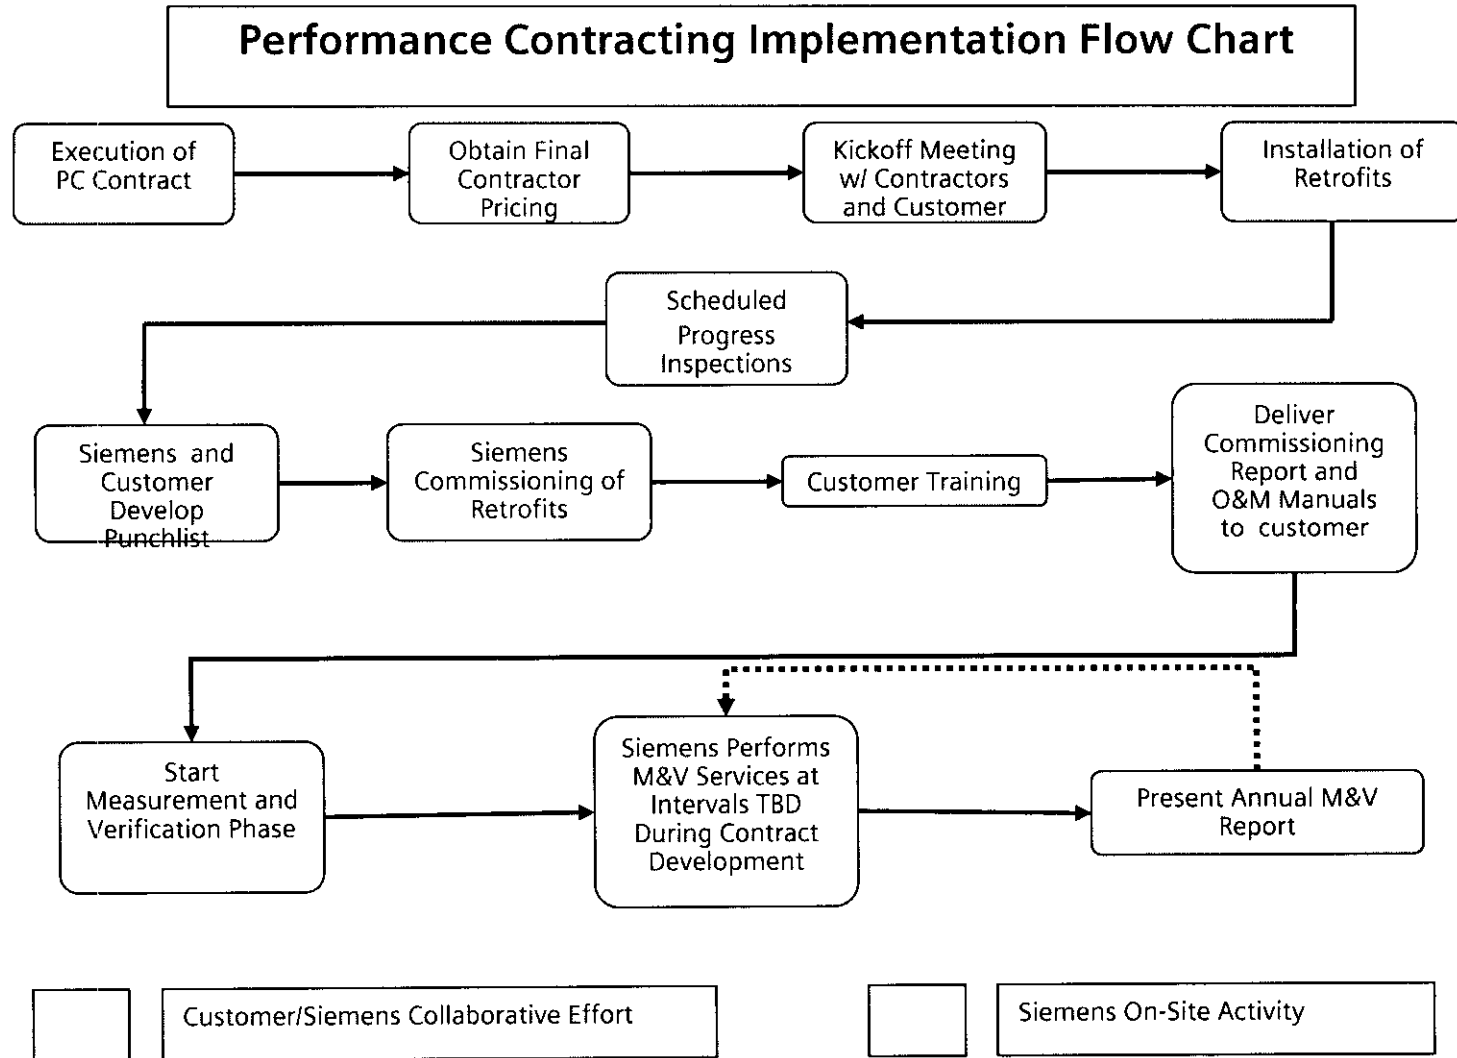 Performance Contracting Implementation Flow Chart
Execution of
PC Contract
Obtain Final
Contractor
Pricing
Kickoff Meeting
w/ Contractors
and Customer
Installation of
Retrofits
Scheduled
Progress
Inspections
Siemens and
Customer
Develop
Punchlist
Siemens
Commissioning of
Retrofits
Customer Training
Deliver
Commissioning
Report and
O&M Manuals
to customer
Start
Measurement and
Verification Phase
Siemens Performs
M&V Services at
Intervals TBD
During Contract
Development
Present Annual M&V
Report
Customer/Siemens Collaborative Effort
Siemens On-Site Activity